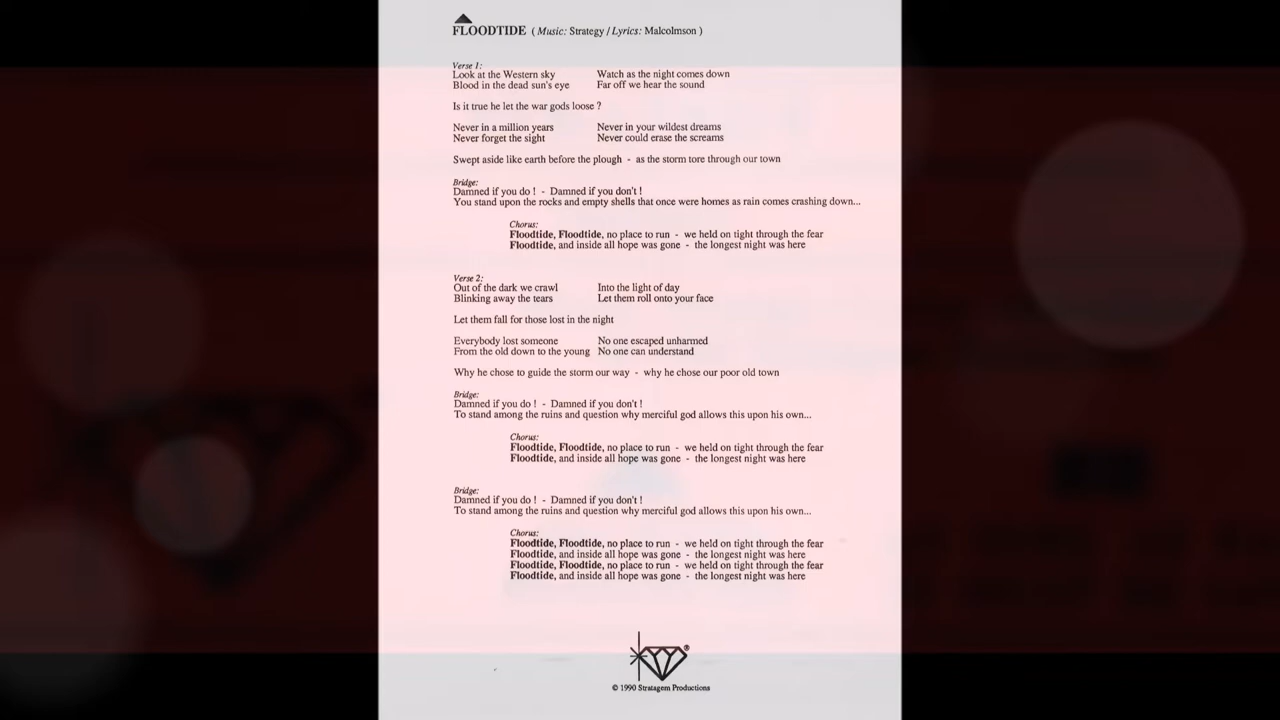 FLOODTIDE ( Music: Strategy / Lyrics: Malcolmson )
Verse 1:
Look at the Western sky Watch as the night comes down
Blood in the dead sun's eye Far off we hear the sound
Is it true he let the war gods loose ?
Never in a million years Never in your wildest dreams
Never forget the sight Never could erase the screams
Swept aside like earth before the plough - as the storm tore through our town
Bridge:
Damned if you do ! - Damned if you don't !
You stand upon the rocks and empty shells that once were homes as rain comes crashing down...
Chorus:
Floodtide, Floodtide, no place to run - we held on tight through the fear
Floodtide, and inside all hope was gone - the longest night was here
Verse 2:
Out of the dark we crawl Into the light of day
Blinking away the tears Let them roll onto your face
Let them fall for those lost in the night
Everybody lost someone No one escaped unharmed
From the old down to the young No one can understand
Why he chose to guide the storm our way - why he chose our poor old town
Bridge:
Damned if you do ! - Damned if you don't !
To stand among the ruins and question why merciful god allows this upon his own...
Chorus:
Floodtide, Floodtide, no place to run - we held on tight through the fear
Floodtide, and inside all hope was gone - the longest night was here
Bridge:
Damned if you do ! - Damned if you don't !
To stand among the ruins and question why merciful god allows this upon his own...
Chorus:
Floodtide, Floodtide, no place to run - we held on tight through the fear
Floodtide, and inside all hope was gone - the longest night was here
Floodtide, Floodtide, no place to run - we held on tight through the fear
Floodtide, and inside all hope was gone - the longest night was here
®
© 1990 Stratagem Productions